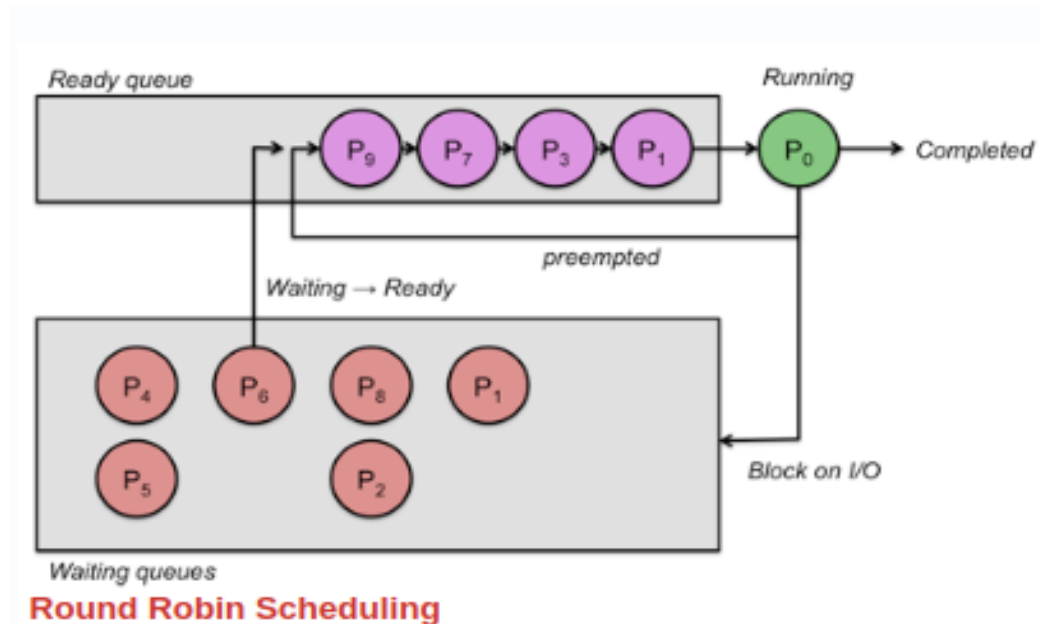 Ready queue
Running
P₉ P₇ P₃ P₁ P₀ Completed
preempted
Waiting → Ready
P₄ P₆ P₈ P₁
P₅ P₂
Block on I/O
Waiting queues
Round Robin Scheduling